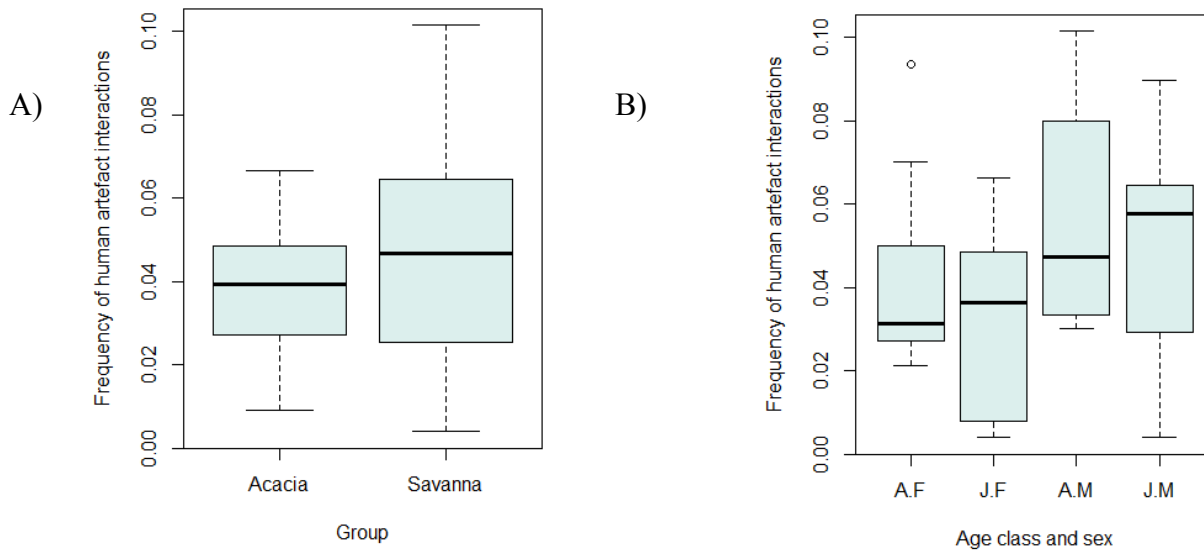 A)
Frequency of human artefact interactions
0.00 0.02 0.04 0.06 0.08 0.10
Acacia Savanna
Group
B)
Frequency of human artefact interactions
0.00 0.02 0.04 0.06 0.08 0.10
A.F J.F A.M J.M
Age class and sex